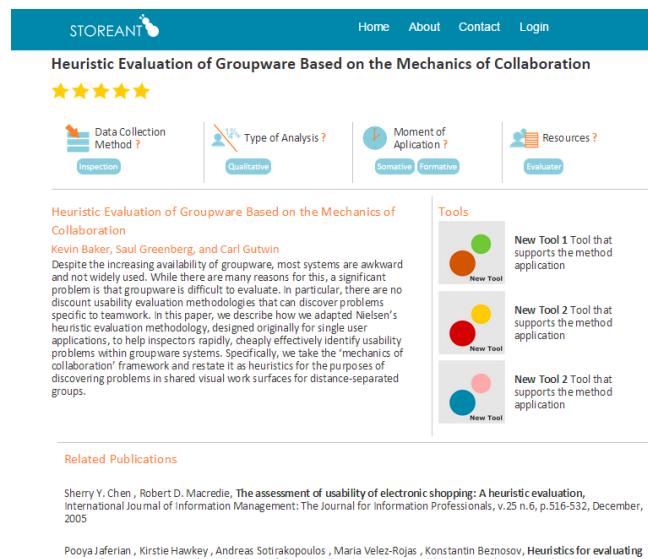 STOREANT
Home About Contact Login
Heuristic Evaluation of Groupware Based on the Mechanics of Collaboration
Data Collection
Method ?
Inspection
Type of Analysis ?
Qualitative
Moment of
Aplication ?
Somative Formative
Resources ?
Evaluater
Heuristic Evaluation of Groupware Based on the Mechanics of
Collaboration
Kevin Baker, Saul Greenberg, and Carl Gutwin
Despite the increasing availability of groupware, most systems are awkward
and not widely used. While there are many reasons for this, a significant
problem is that groupware is difficult to evaluate. In particular, there are no
discount usability evaluation methodologies that can discover problems
specific to teamwork. In this paper, we describe how we adapted Nielsen's
heuristic evaluation methodology, designed originally for single user
applications, to help inspectors rapidly, cheaply effectively identify usability
problems within groupware systems. Specifically, we take the 'mechanics of
collaboration' framework and restate it as heuristics for the purposes of
discovering problems in shared visual work surfaces for distance-separated
groups.
Tools
New Tool
New Tool 1 Tool that
supports the method
application
New Tool
New Tool 2 Tool that
supports the method
application
New Tool
New Tool 2 Tool that
supports the method
application
Related Publications
Sherry Y. Chen , Robert D. Macredie, The assessment of usability of electronic shopping: A heuristic evaluation,
International Journal of Information Management: The Journal for Information Professionals, v.25 n.6, p.516-532, December,
2005
Pooya Jaferian , Kirstie Hawkey , Andreas Sotirakopoulos , Maria Velez-Rojas , Konstantin Beznosov, Heuristics for evaluating